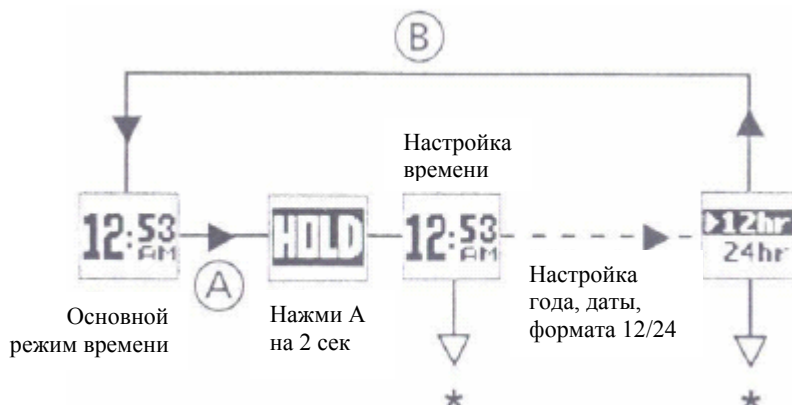 B
Настройка
времени
12:53
AM
HOLD
12:53
AM
12hr
24hr
A
Основной
режим времени
Нажми А
на 2 сек
Настройка
года, даты,
формата 12/24
* *